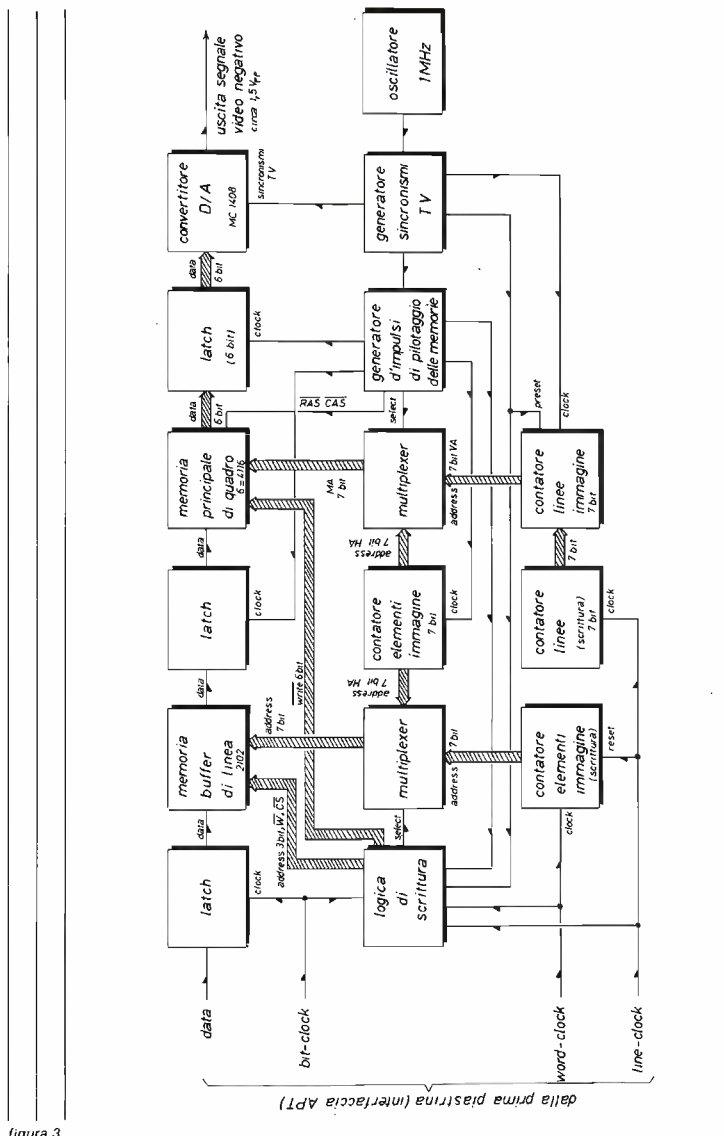 data
bit-clock
word-clock
line-clock
dalla prima piastrina (interfaccia APT)
latch
clock
data
memoria
buffer
di linea
2102
data
address 3bit, W, CS
address
7 bit
latch
clock
data
memoria
principale
di quadro
6 = 4116
write 6bit
RAS CAS
MA
7 bit
data
6 bit
latch
(6 bit)
clock
data
6 bit
convertitore
D/A
MC 1408
sincronismi
TV
uscita segnale
video negativo
circa 1,5 Vpp
logica
di
scrittura
select
multiplexer
address
7 bit HA
contatore
elementi
immagine
7 bit
clock
address
7 bit HA
multiplexer
select
generatore
d'impulsi
di pilotaggio
delle memorie
generatore
sincronismi
TV
oscillatore
1MHz
address
7 bit
contatore
elementi
immagine
(scrittura)
clock
reset
contatore
linee
(scrittura)
7 bit
clock
7 bit
address
7 bit VA
contatore
linee
immagine
7 bit
preset
clock
figura 3